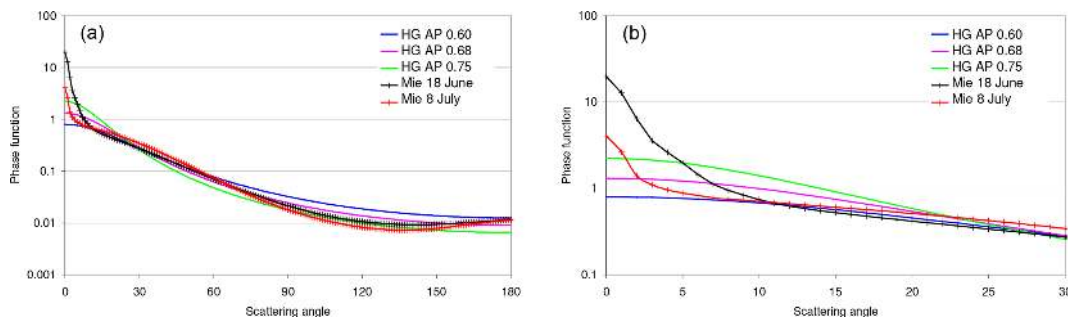 (a)
HG AP 0.60
HG AP 0.68
HG AP 0.75
Mie 18 June
Mie 8 July
Phase function
100
10
1
0.1
0.01
0.001
0 30 60 90 120 150 180
Scattering angle
(b)
HG AP 0.60
HG AP 0.68
HG AP 0.75
Mie 18 June
Mie 8 July
Phase function
100
10
1
0.1
0 5 10 15 20 25 30
Scattering angle